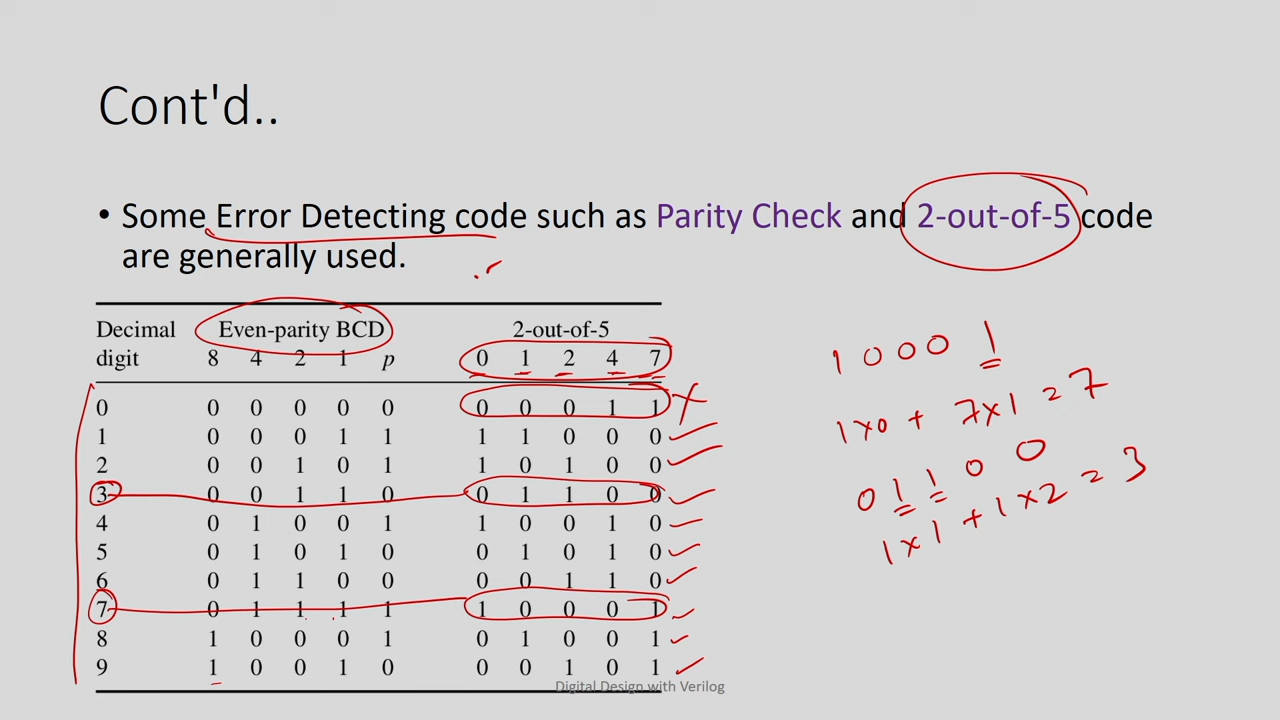 Cont'd..
• Some Error Detecting code such as Parity Check and 2-out-of-5 code
are generally used.
Decimal Even-parity BCD 2-out-of-5
digit 8 4 2 1 p 0 1 2 4 7
0 0 0 0 0 0 0 0 0 1 1 X
1 0 0 0 1 1 1 1 0 0 0 ✓
2 0 0 1 0 1 1 0 1 0 0 ✓
3 0 0 1 1 0 0 1 1 0 0 ✓
4 0 1 0 0 1 1 0 0 1 0 ✓
5 0 1 0 1 0 0 1 0 1 0 ✓
6 0 1 1 0 0 0 0 1 1 0 ✓
7 0 1 1 1 1 1 0 0 0 1 ✓
8 1 0 0 0 1 0 1 0 0 1 ✓
9 1 0 0 1 0 0 0 1 0 1 ✓
1 0 0 0 1
1x0 + 7x1 = 7
0 1 1 0 0
1x1 + 1x2 = 3
Digital Design with Verilog